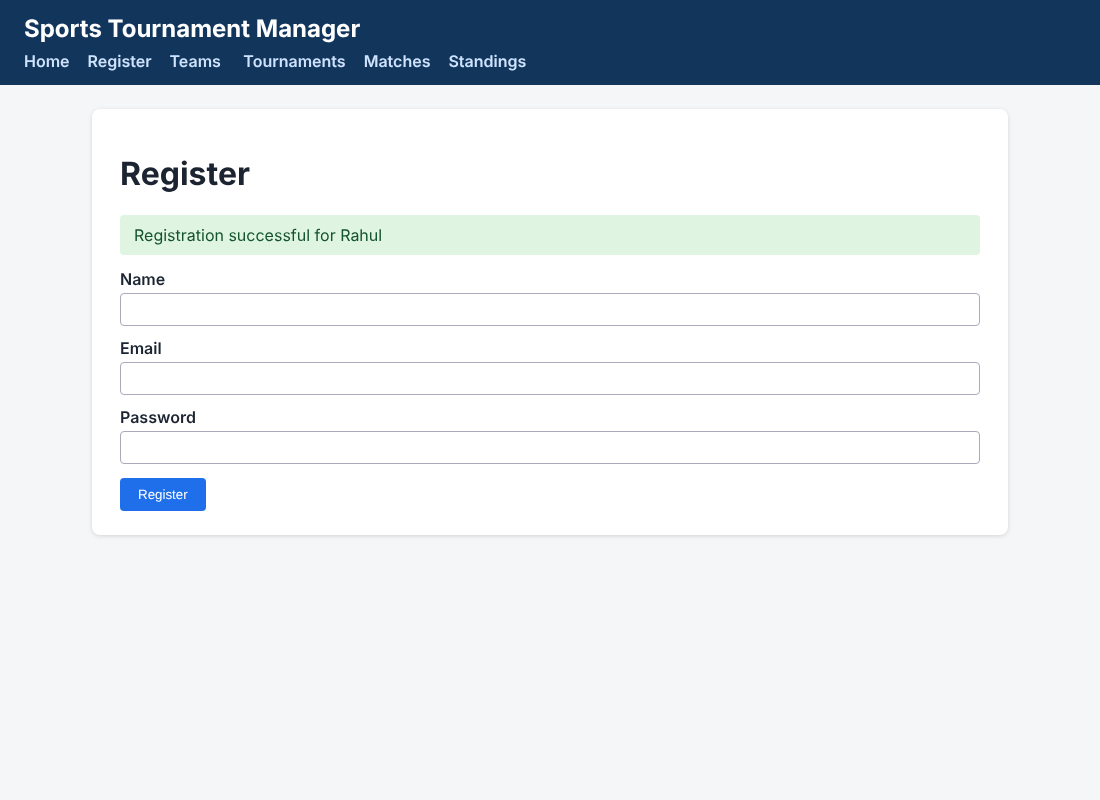 Sports Tournament Manager
Home Register Teams Tournaments Matches Standings
Register
Registration successful for Rahul
Name
Email
Password
Register